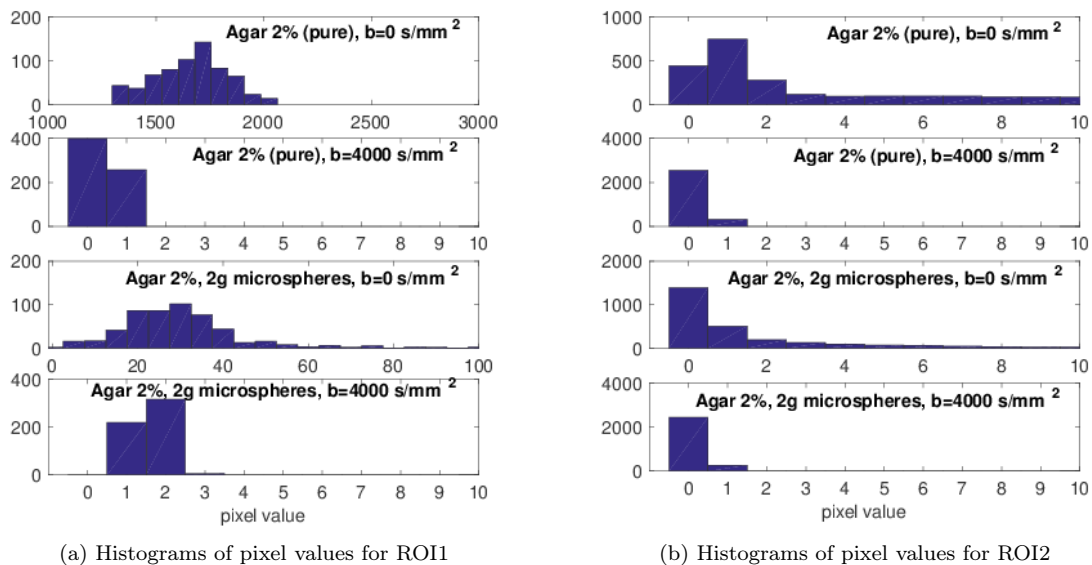 200
100
0
Agar 2% (pure), b=0 s/mm 2
1000 1500 2000 2500 3000
400
200
0
Agar 2% (pure), b=4000 s/mm 2
0 1 2 3 4 5 6 7 8 9 10
200
100
0
Agar 2%, 2g microspheres, b=0 s/mm 2
20 40 60 80 100
400
200
0
Agar 2%, 2g microspheres, b=4000 s/mm 2
0 1 2 3 4 5 6 7 8 9 10
pixel value
(a) Histograms of pixel values for ROI1
1000
500
0
Agar 2% (pure), b=0 s/mm 2
0 2 4 6 8 10
4000
2000
0
Agar 2% (pure), b=4000 s/mm 2
0 1 2 3 4 5 6 7 8 9 10
2000
1000
0
Agar 2%, 2g microspheres, b=0 s/mm 2
0 1 2 3 4 5 6 7 8 9 10
4000
2000
0
Agar 2%, 2g microspheres, b=4000 s/mm 2
0 1 2 3 4 5 6 7 8 9 10
pixel value
(b) Histograms of pixel values for ROI2